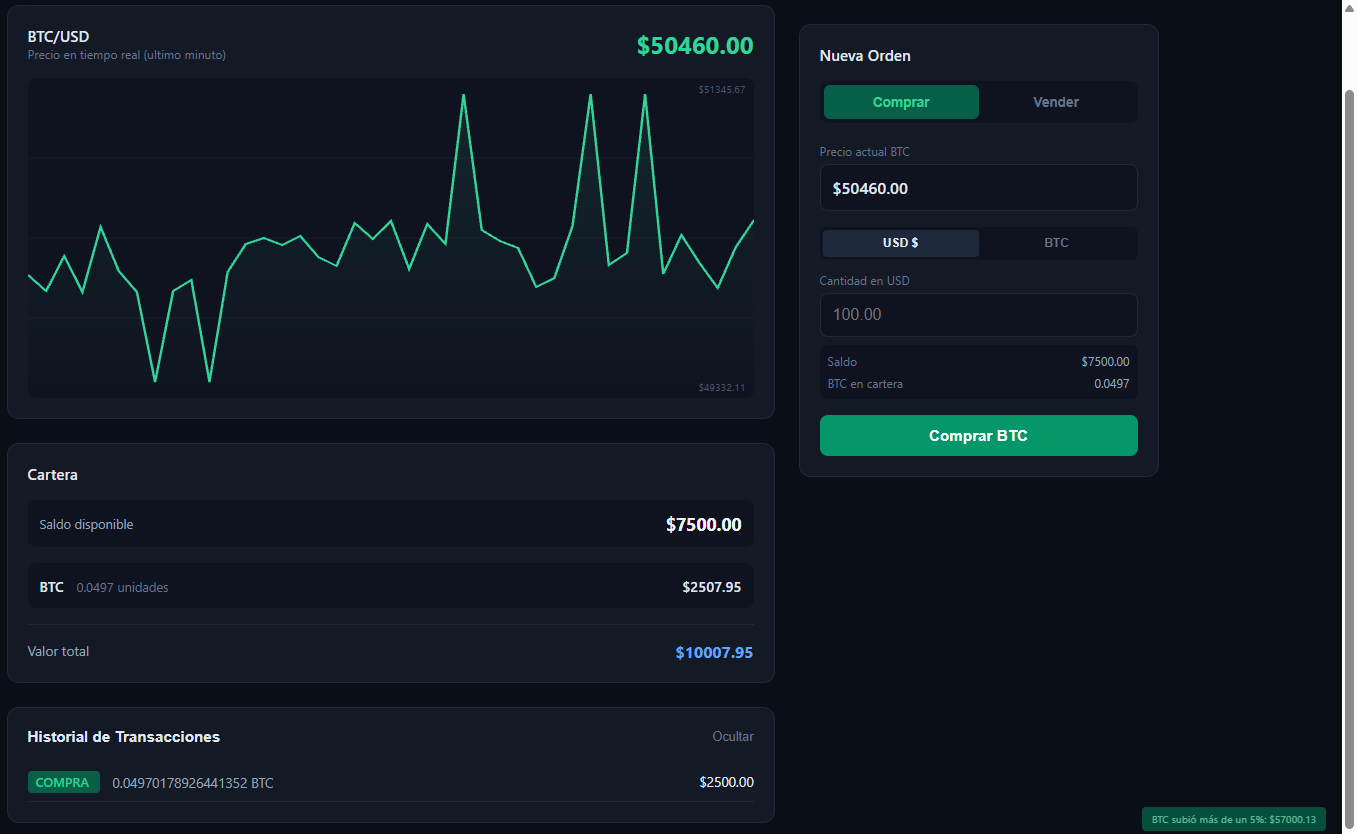 BTC/USD
Precio en tiempo real (ultimo minuto)
$50460.00
$51345.67
$49332.11
Cartera
Saldo disponible
$7500.00
BTC 0.0497 unidades
$2507.95
Valor total
$10007.95
Historial de Transacciones
Ocultar
COMPRA 0.04970178926441352 BTC
$2500.00
Nueva Orden
Comprar
Vender
Precio actual BTC
$50460.00
USD $
BTC
Cantidad en USD
100.00
Saldo
$7500.00
BTC en cartera
0.0497
Comprar BTC
BTC subió más de un 5%: $57000.13